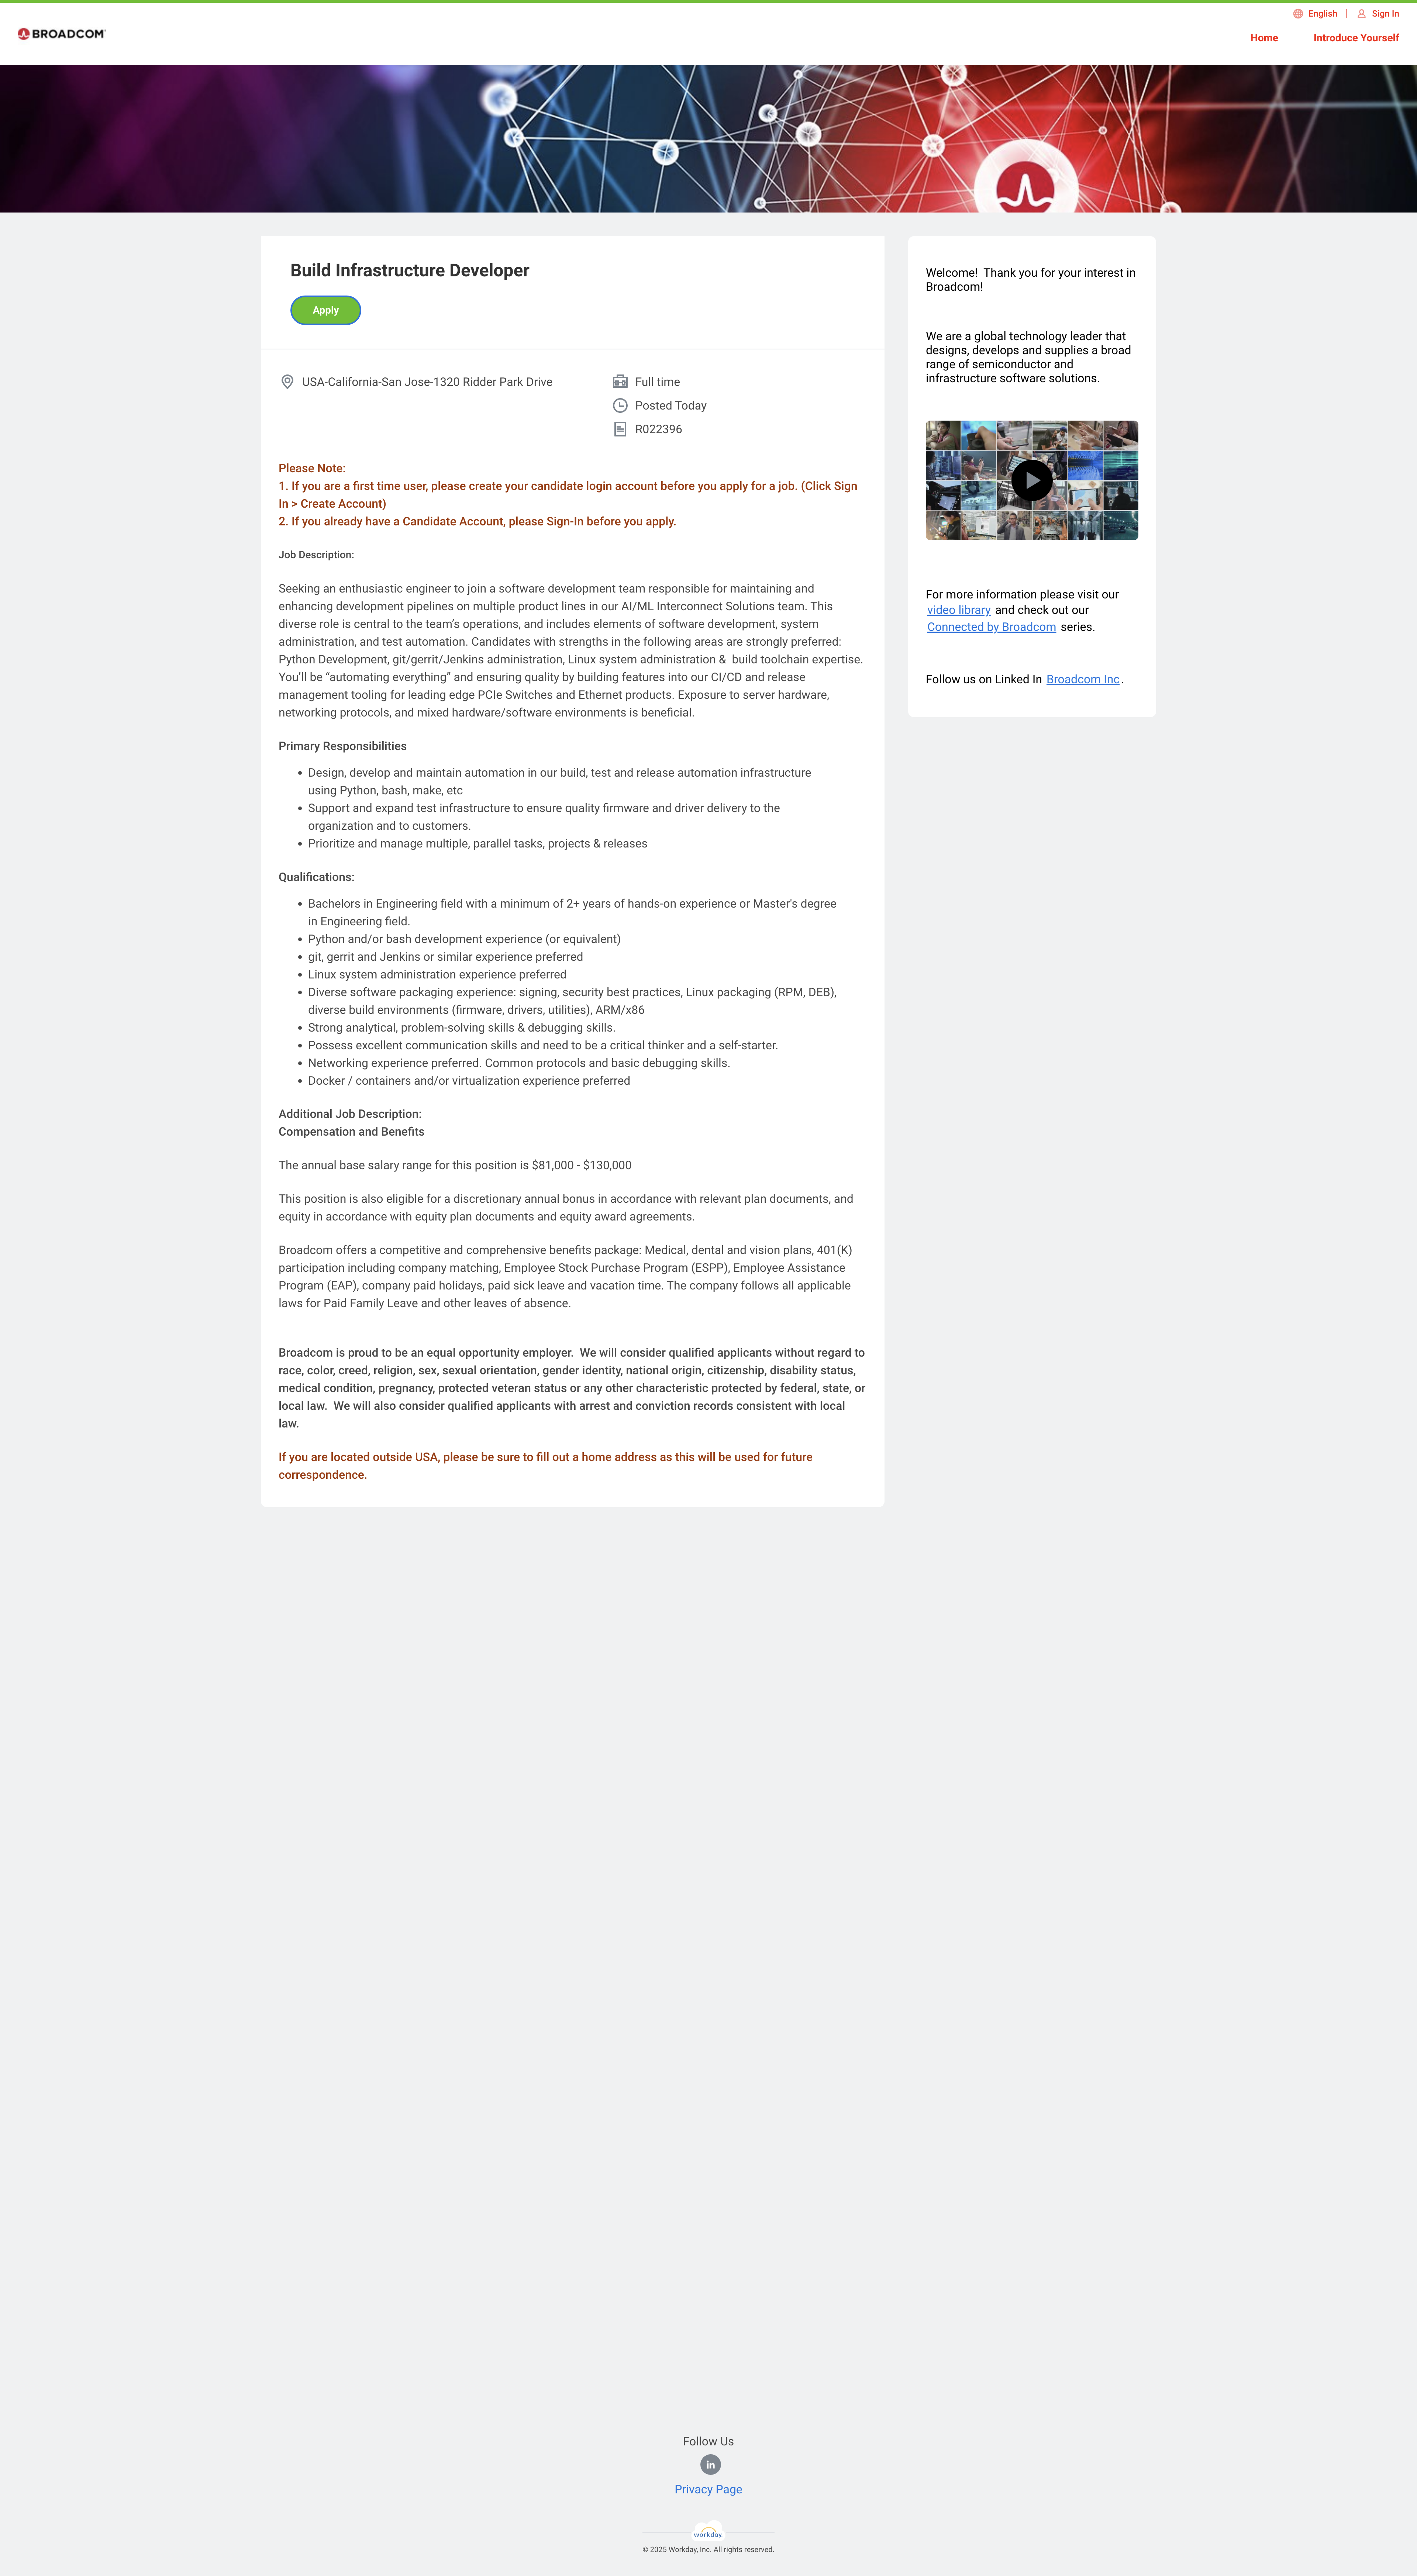 English | Sign In
BROADCOM
Home Introduce Yourself
Build Infrastructure Developer
Apply
USA-California-San Jose-1320 Ridder Park Drive
Full time
Posted Today
R022396
Please Note:
1. If you are a first time user, please create your candidate login account before you apply for a job. (Click Sign
In > Create Account)
2. If you already have a Candidate Account, please Sign-In before you apply.
Job Description:
Seeking an enthusiastic engineer to join a software development team responsible for maintaining and
enhancing development pipelines on multiple product lines in our AI/ML Interconnect Solutions team. This
diverse role is central to the team’s operations, and includes elements of software development, system
administration, and test automation. Candidates with strengths in the following areas are strongly preferred:
Python Development, git/gerrit/Jenkins administration, Linux system administration &  build toolchain expertise.
You’ll be “automating everything” and ensuring quality by building features into our CI/CD and release
management tooling for leading edge PCIe Switches and Ethernet products. Exposure to server hardware,
networking protocols, and mixed hardware/software environments is beneficial.
Primary Responsibilities
• Design, develop and maintain automation in our build, test and release automation infrastructure
using Python, bash, make, etc
• Support and expand test infrastructure to ensure quality firmware and driver delivery to the
organization and to customers.
• Prioritize and manage multiple, parallel tasks, projects & releases
Qualifications:
• Bachelors in Engineering field with a minimum of 2+ years of hands-on experience or Master's degree
in Engineering field.
• Python and/or bash development experience (or equivalent)
• git, gerrit and Jenkins or similar experience preferred
• Linux system administration experience preferred
• Diverse software packaging experience: signing, security best practices, Linux packaging (RPM, DEB),
diverse build environments (firmware, drivers, utilities), ARM/x86
• Strong analytical, problem-solving skills & debugging skills.
• Possess excellent communication skills and need to be a critical thinker and a self-starter.
• Networking experience preferred. Common protocols and basic debugging skills.
• Docker / containers and/or virtualization experience preferred
Additional Job Description:
Compensation and Benefits
The annual base salary range for this position is $81,000 - $130,000
This position is also eligible for a discretionary annual bonus in accordance with relevant plan documents, and
equity in accordance with equity plan documents and equity award agreements.
Broadcom offers a competitive and comprehensive benefits package: Medical, dental and vision plans, 401(K)
participation including company matching, Employee Stock Purchase Program (ESPP), Employee Assistance
Program (EAP), company paid holidays, paid sick leave and vacation time. The company follows all applicable
laws for Paid Family Leave and other leaves of absence.
Broadcom is proud to be an equal opportunity employer.  We will consider qualified applicants without regard to
race, color, creed, religion, sex, sexual orientation, gender identity, national origin, citizenship, disability status,
medical condition, pregnancy, protected veteran status or any other characteristic protected by federal, state, or
local law.  We will also consider qualified applicants with arrest and conviction records consistent with local
law.
If you are located outside USA, please be sure to fill out a home address as this will be used for future
correspondence.
Welcome!  Thank you for your interest in
Broadcom!
We are a global technology leader that
designs, develops and supplies a broad
range of semiconductor and
infrastructure software solutions.
For more information please visit our
video library and check out our
Connected by Broadcom series.
Follow us on Linked In Broadcom Inc.
Follow Us
in
Privacy Page
workday
© 2025 Workday, Inc. All rights reserved.